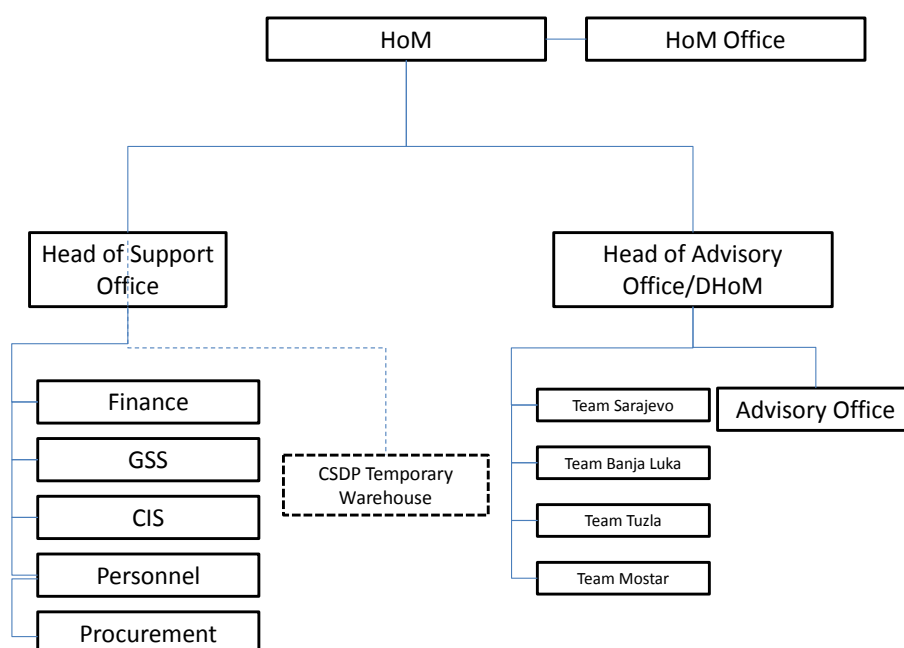 HoM
HoM Office
Head of Support
Office
Head of Advisory
Office/DHoM
Finance
GSS
CIS
Personnel
Procurement
CSDP Temporary
Warehouse
Team Sarajevo
Team Banja Luka
Team Tuzla
Team Mostar
Advisory Office